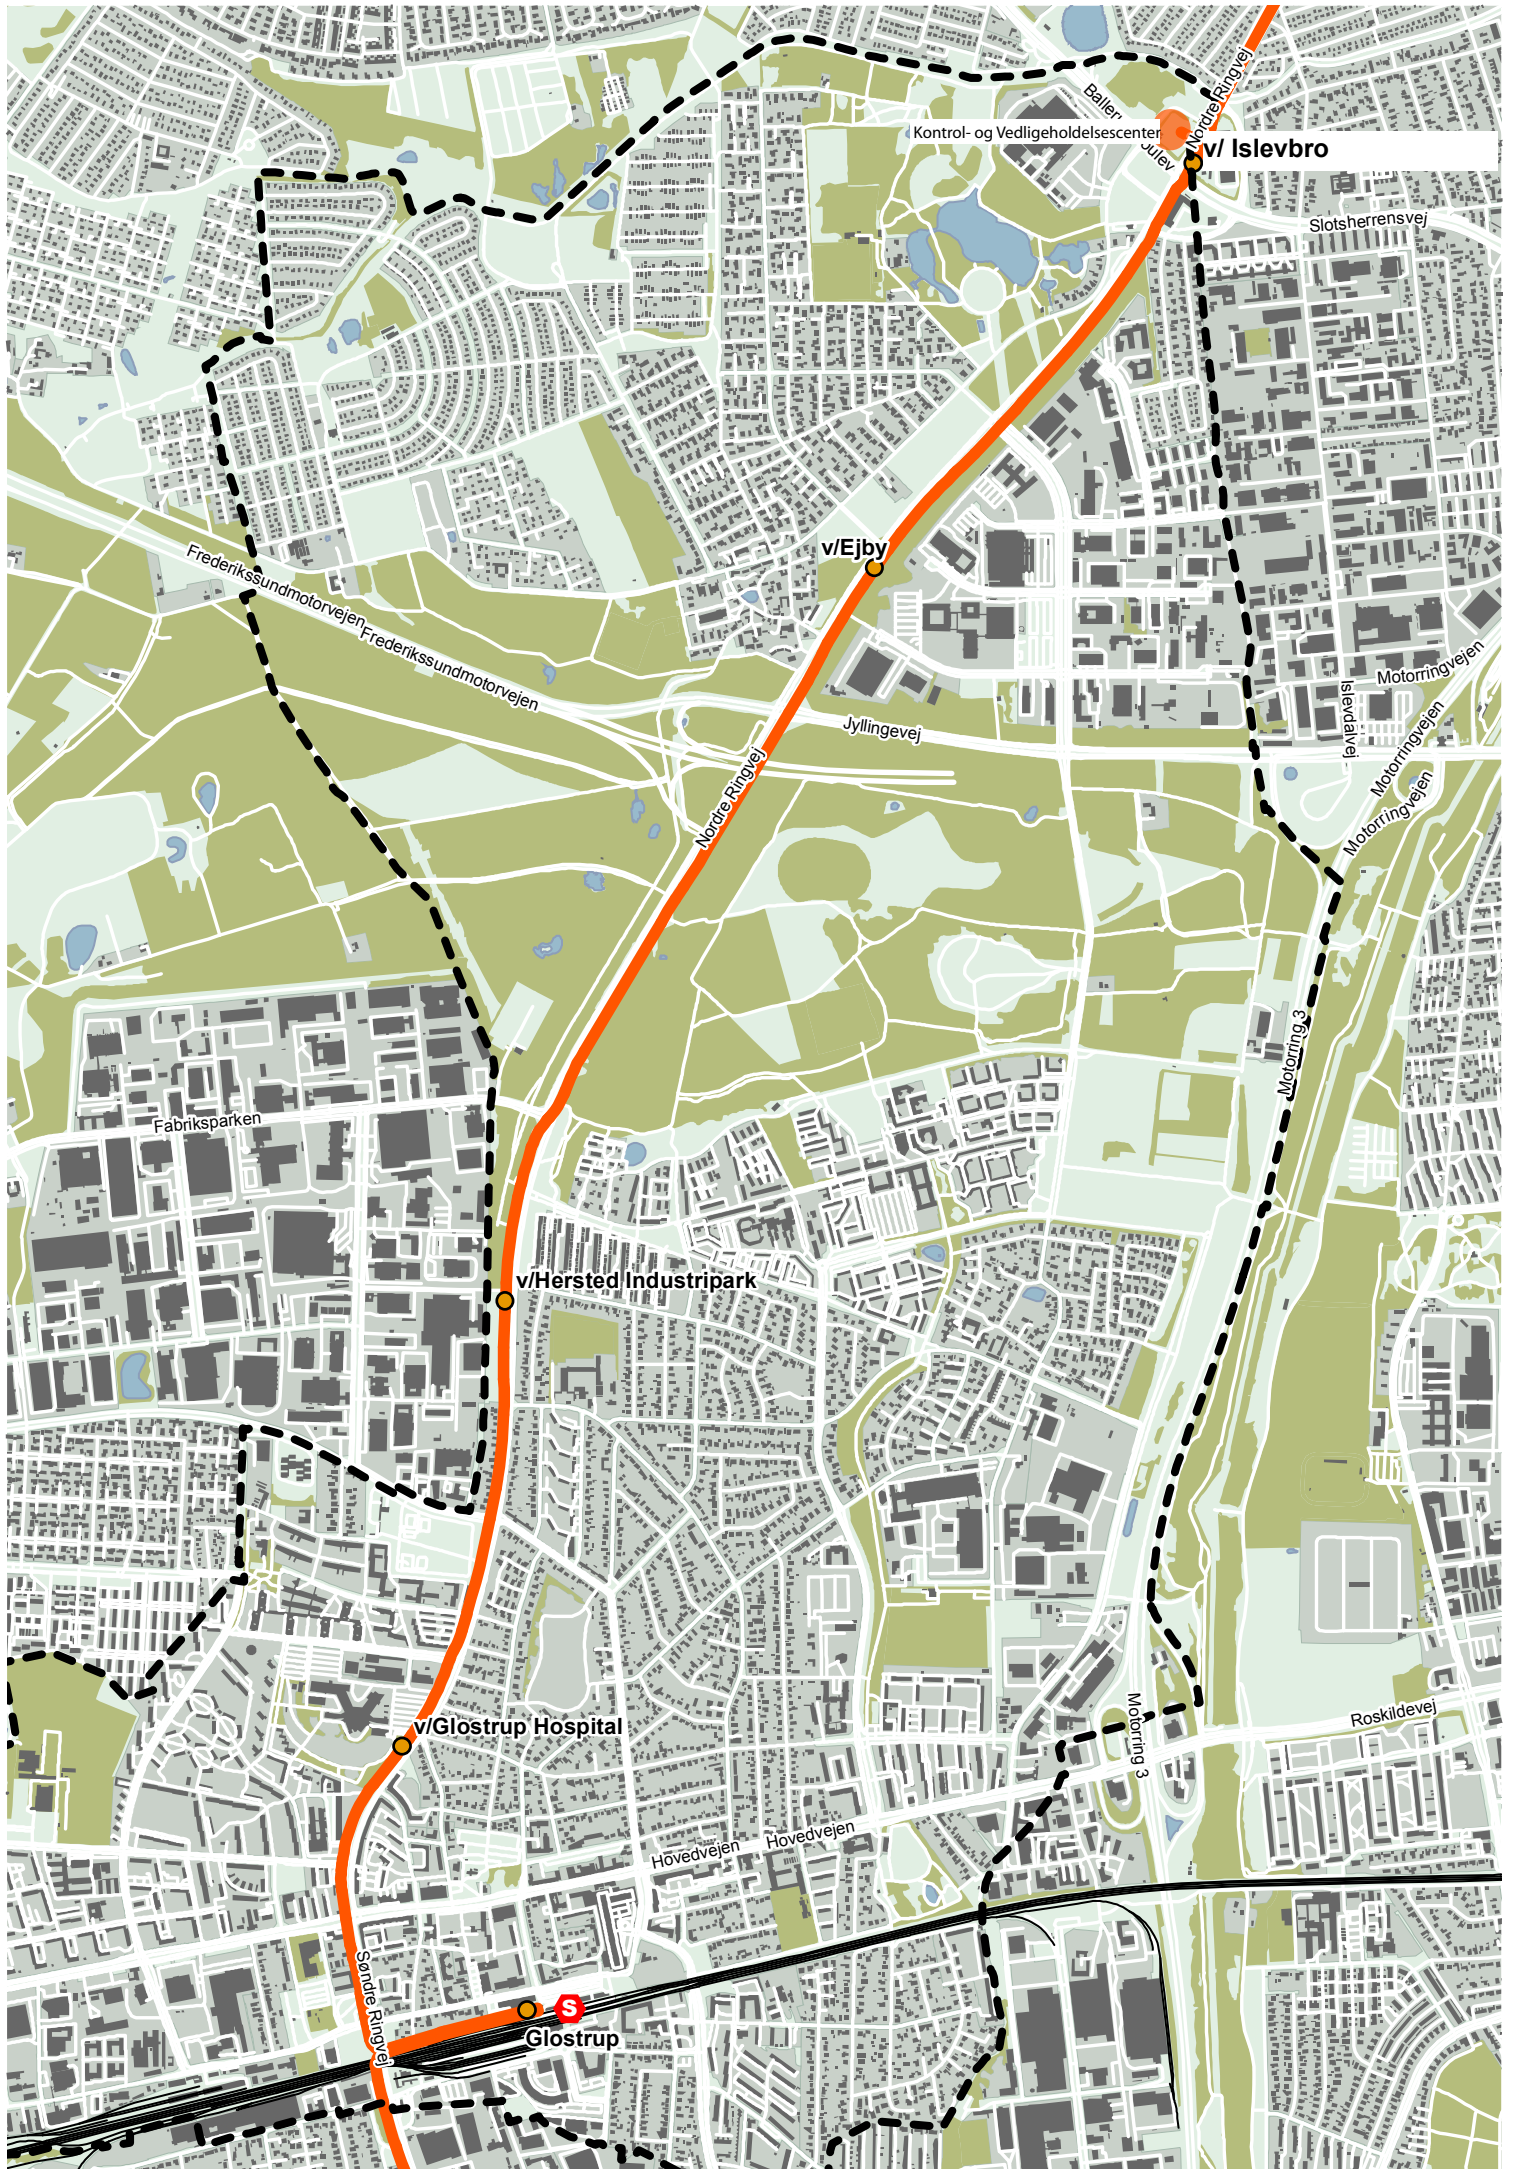 Nordre Ringvej
Kontrol- og Vedligeholdelsescenter
v/ Islevbro
Slotsherrensvej
v/Ejby
Frederikssundmotorvejen
Frederikssundmotorvejen
Motorringvejen
Islevdalvej
Jyllingevej
Motorringvejen
Nordre Ringvej
Motorringvejen
Motorring 3
Fabriksparken
v/Hersted Industripark
Motorring 3
Roskildevej
v/Glostrup Hospital
Hovedvejen
Hovedvejen
Søndre Ringvej
S
Glostrup